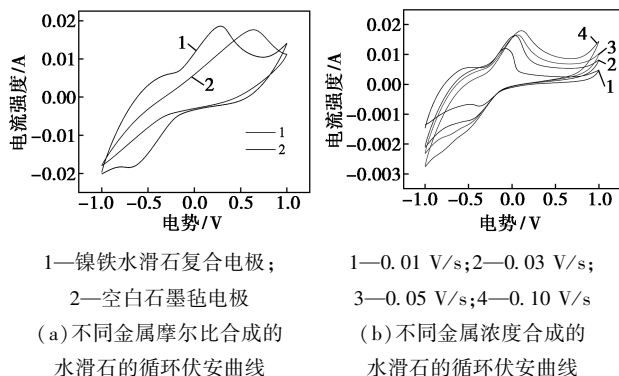 电流强度/A
0.02
0.01
0.00
-0.01
-0.02
1
2
1
2
-1.0 -0.5 0.0 0.5 1.0
电势/V
1—镍铁水滑石复合电极;
2—空白石墨毡电极
(a)不同金属摩尔比合成的
水滑石的循环伏安曲线
电流强度/A
0.02
0.01
0.00
-0.001
-0.002
-0.003
4
3
2
1
-1.0 -0.5 0.0 0.5 1.0
电势/V
1—0.01 V/s;2—0.03 V/s;
3—0.05 V/s;4—0.10 V/s
(b)不同金属浓度合成的
水滑石的循环伏安曲线